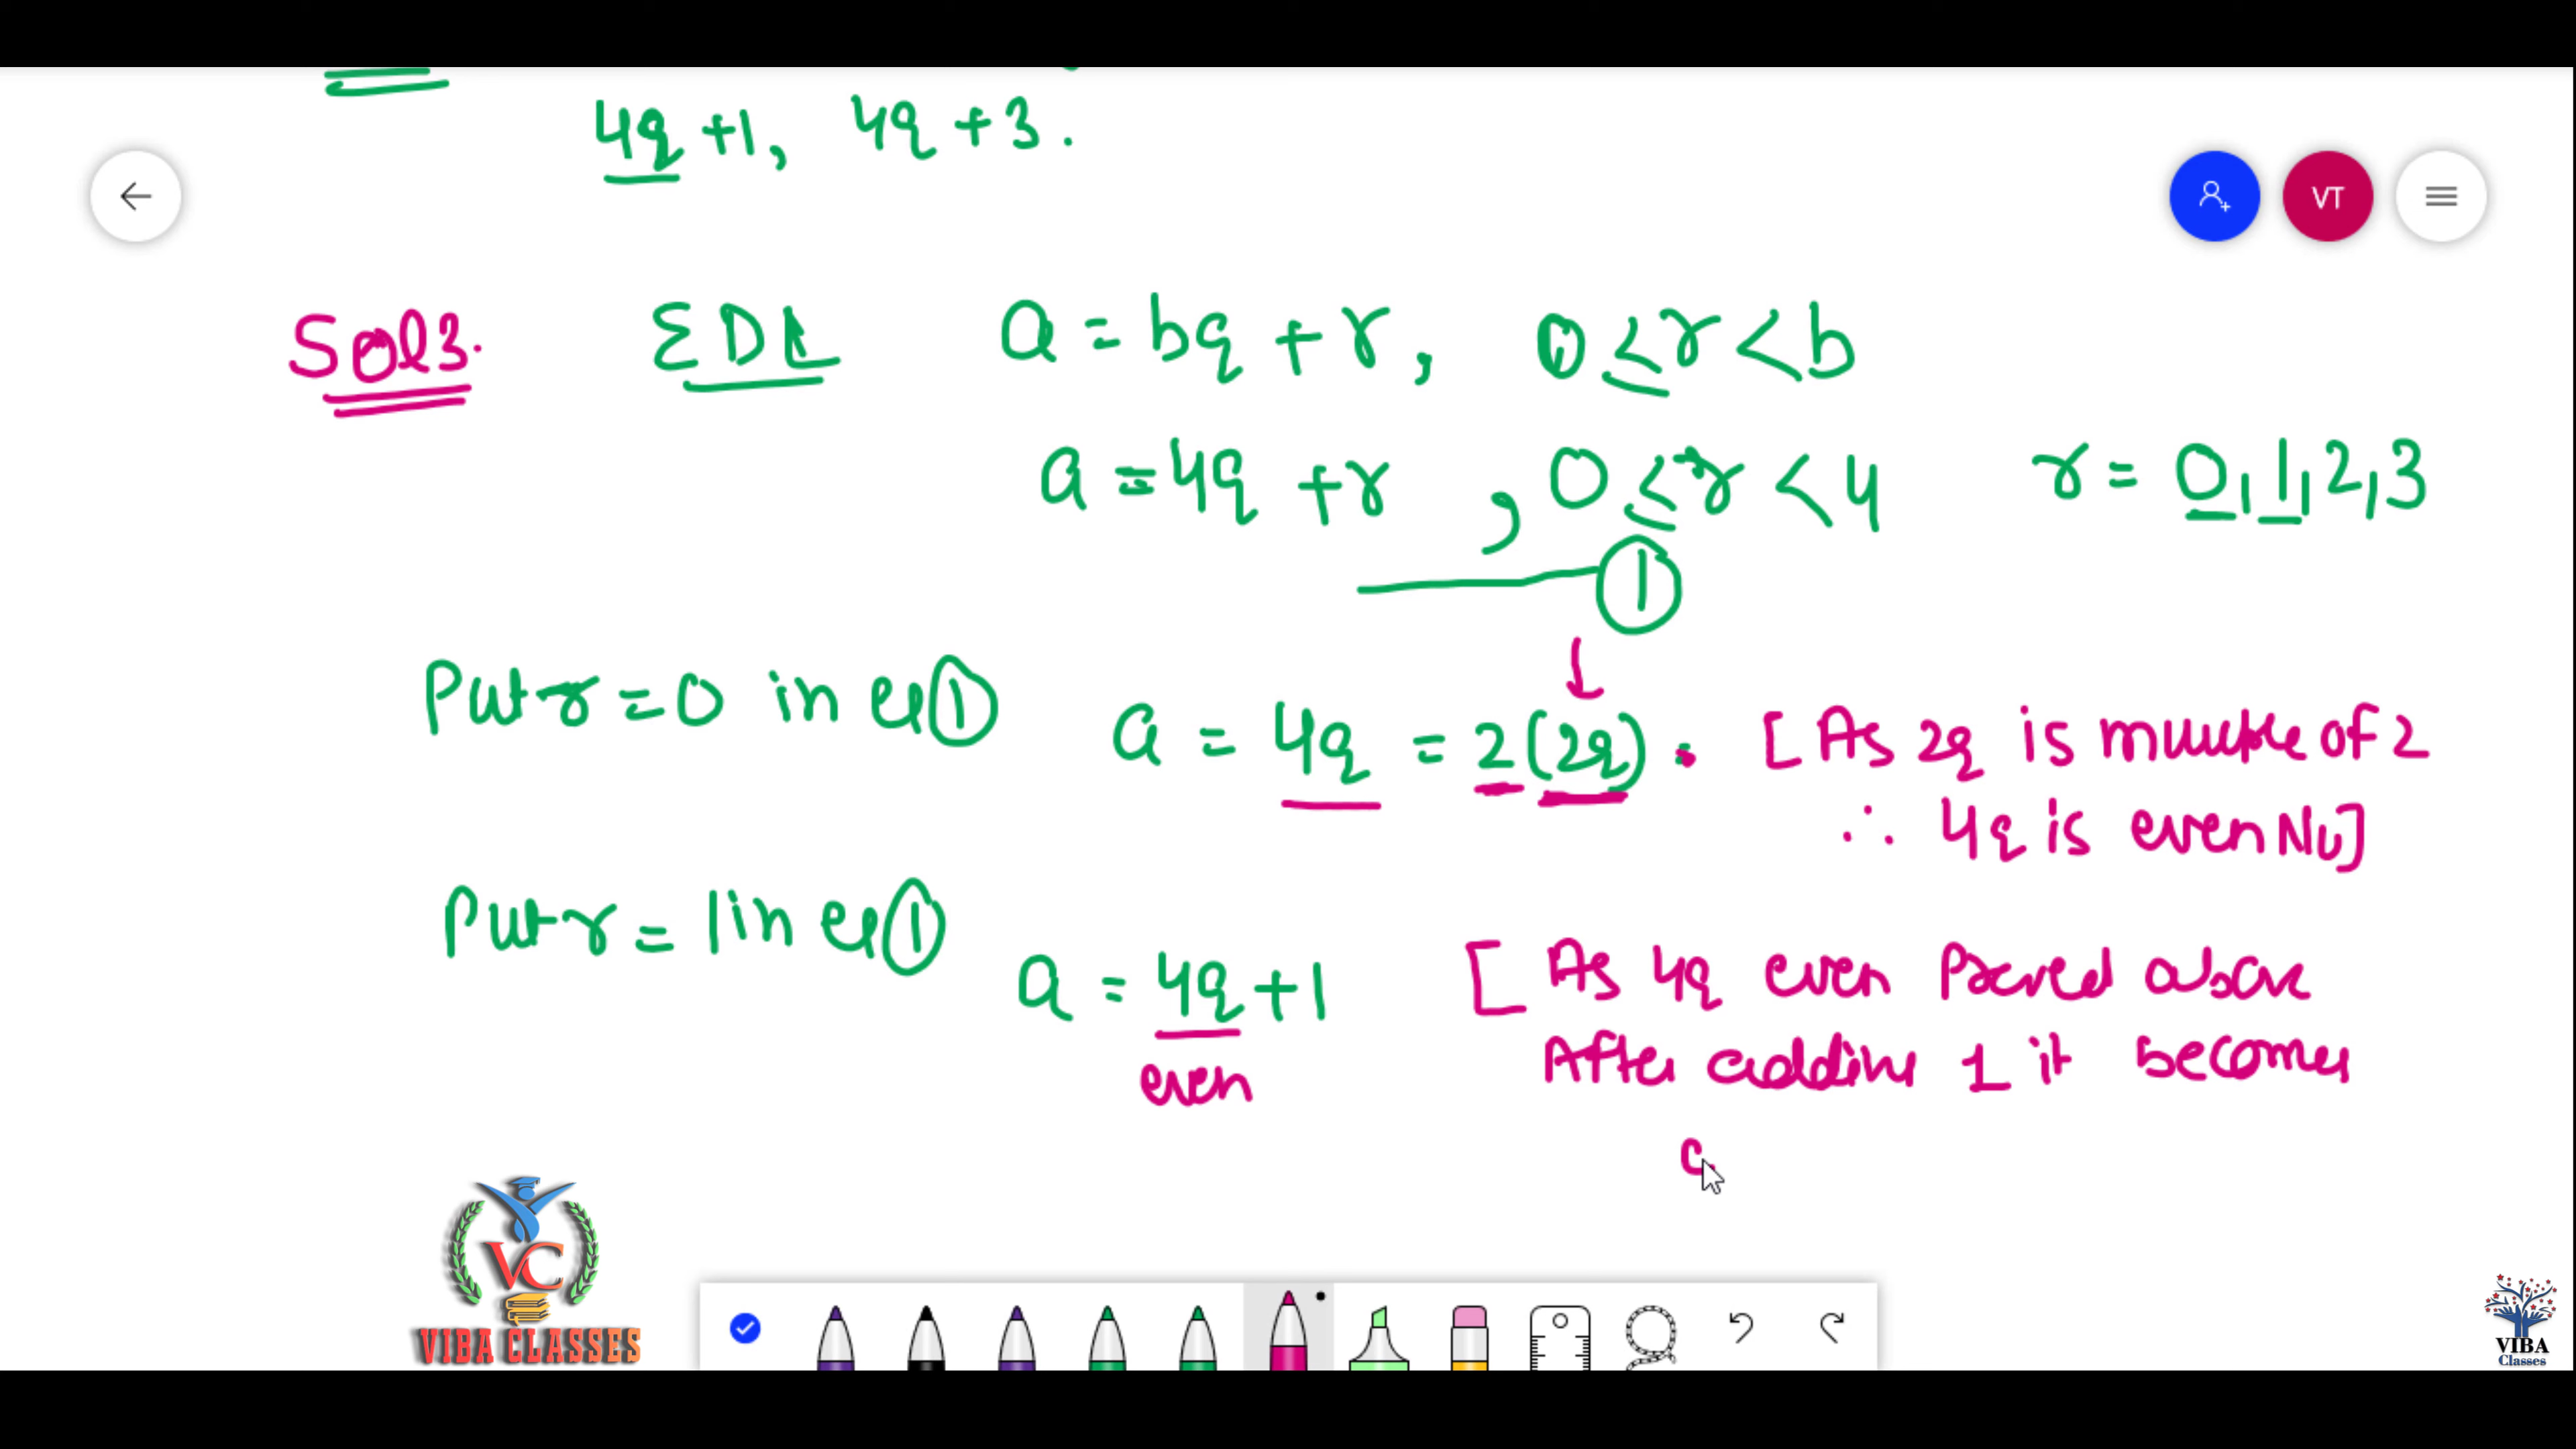 4q +1, 4q + 3.
VT
Sol3. EDL a = bq + r, 0 ≤ r < b
a = 4q + r , 0 ≤ r < 4 r = 0, 1, 2, 3
①
Put r = 0 in eq ① a = 4q = 2 (2q). [As 2q is multiple of 2
∴ 4q is even No]
Put r = 1 in eq ①
a = 4q + 1 [As 4q even Proved above
even After adding 1 it becomes
VC
VIBA CLASSES
VIBA
Classes